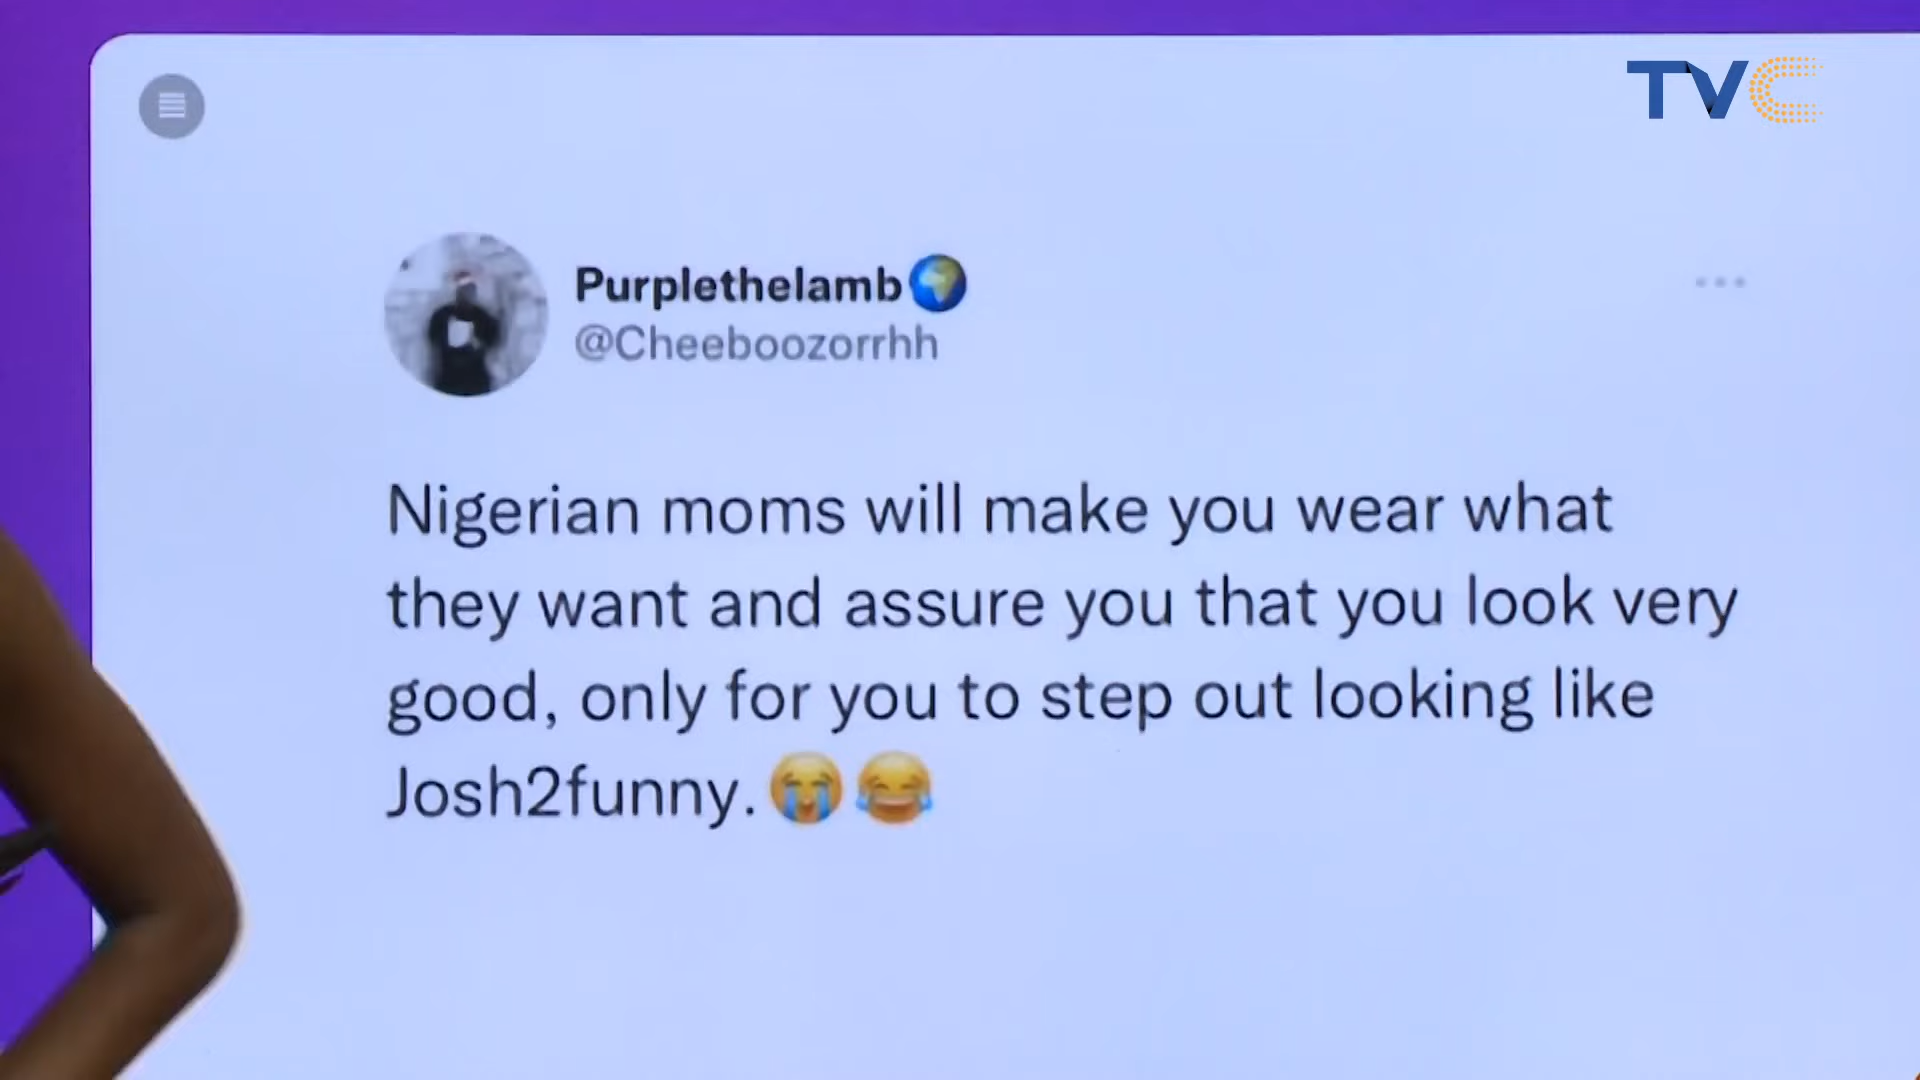 TVC
Purplethelamb🌍
@Cheeboozorrhh
Nigerian moms will make you wear what
they want and assure you that you look very
good, only for you to step out looking like
Josh2funny. 😭😂